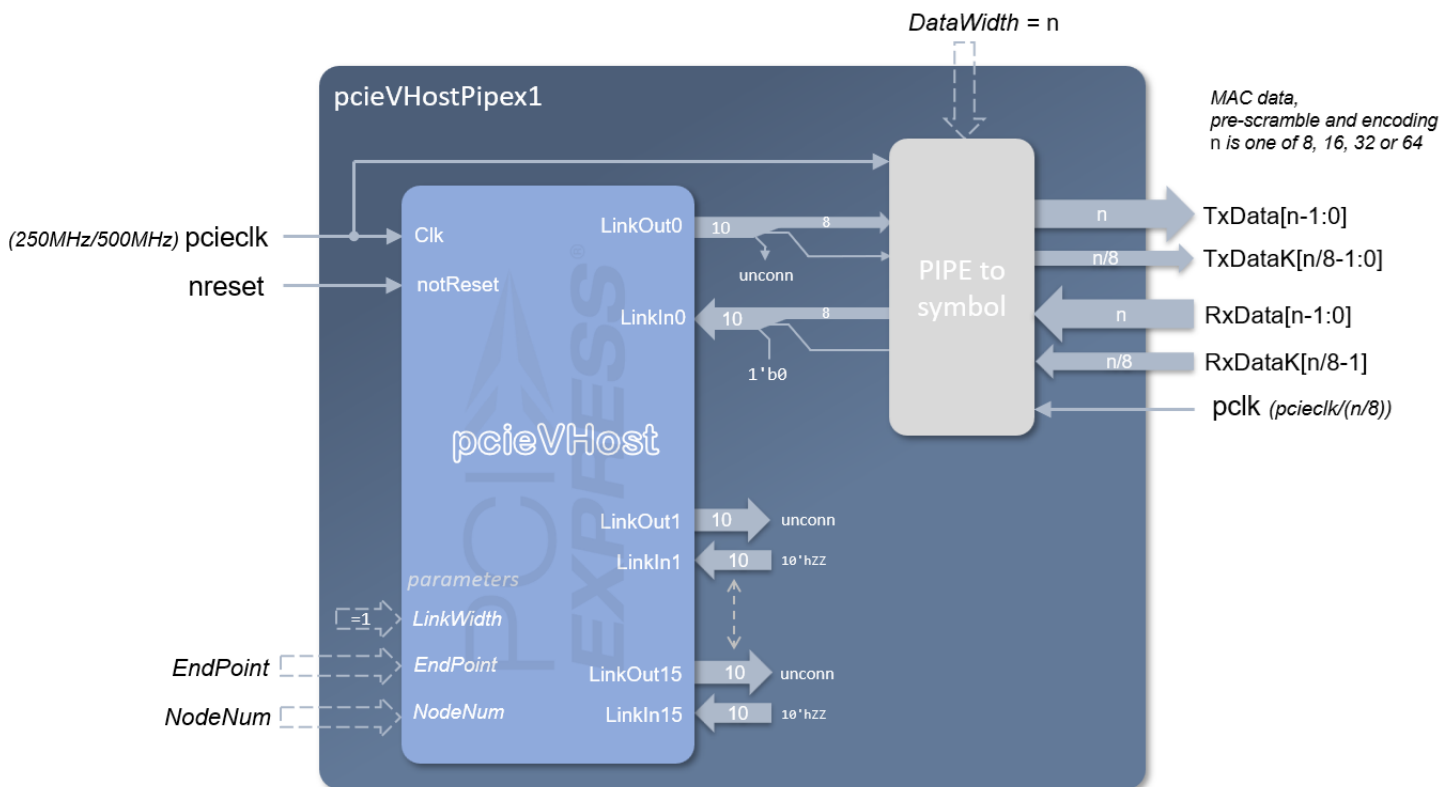 DataWidth = n
pcieVHostPipex1
MAC data,
pre-scramble and encoding
n is one of 8, 16, 32 or 64
(250MHz/500MHz) pcieclk
nreset
Clk
notReset
LinkOut0
10
8
unconn
LinkIn0
10
8
1'b0
PIPE to
symbol
n
TxData[n-1:0]
n/8
TxDataK[n/8-1:0]
n
RxData[n-1:0]
n/8
RxDataK[n/8-1]
pclk (pcieclk/(n/8))
PCI
EXPRESS®
pcieVHost
LinkOut1
10
unconn
LinkIn1
10
10'hZZ
parameters
=1
LinkWidth
EndPoint
EndPoint
NodeNum
NodeNum
LinkOut15
10
unconn
LinkIn15
10
10'hZZ